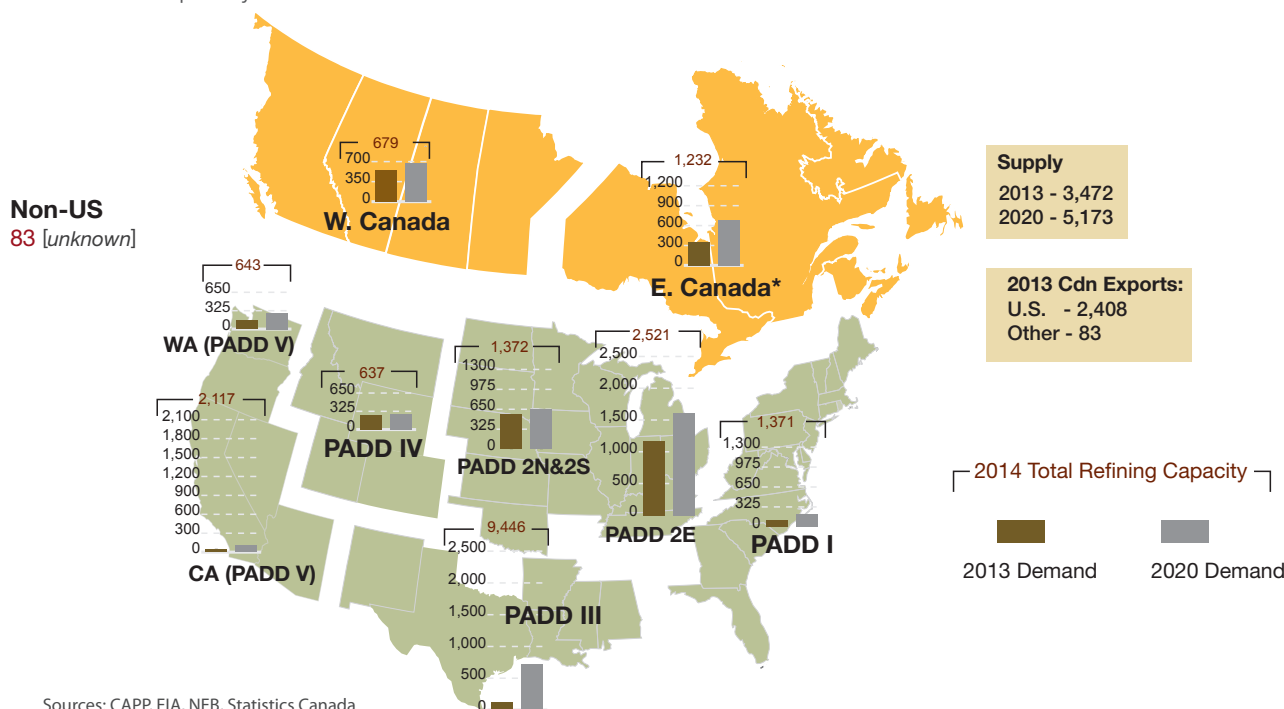 Non-US
83 [unknown]
679
700
350
0
W. Canada
1,232
1,200
900
600
300
0
E. Canada*
Supply
2013 - 3,472
2020 - 5,173
2013 Cdn Exports:
U.S. - 2,408
Other - 83
643
650
325
0
WA (PADD V)
2,117
2,100
1,800
1,500
1,200
900
600
300
0
CA (PADD V)
637
650
325
0
PADD IV
1,372
1300
975
650
325
0
PADD 2N&2S
2,521
2,500
2,000
1,500
1,000
500
0
PADD 2E
1,371
1,300
975
650
325
0
PADD I
9,446
2,500
2,000
1,500
1,000
500
0
PADD III
2014 Total Refining Capacity
2013 Demand
2020 Demand
Sources: CAPP, EIA, NEB, Statistics Canada